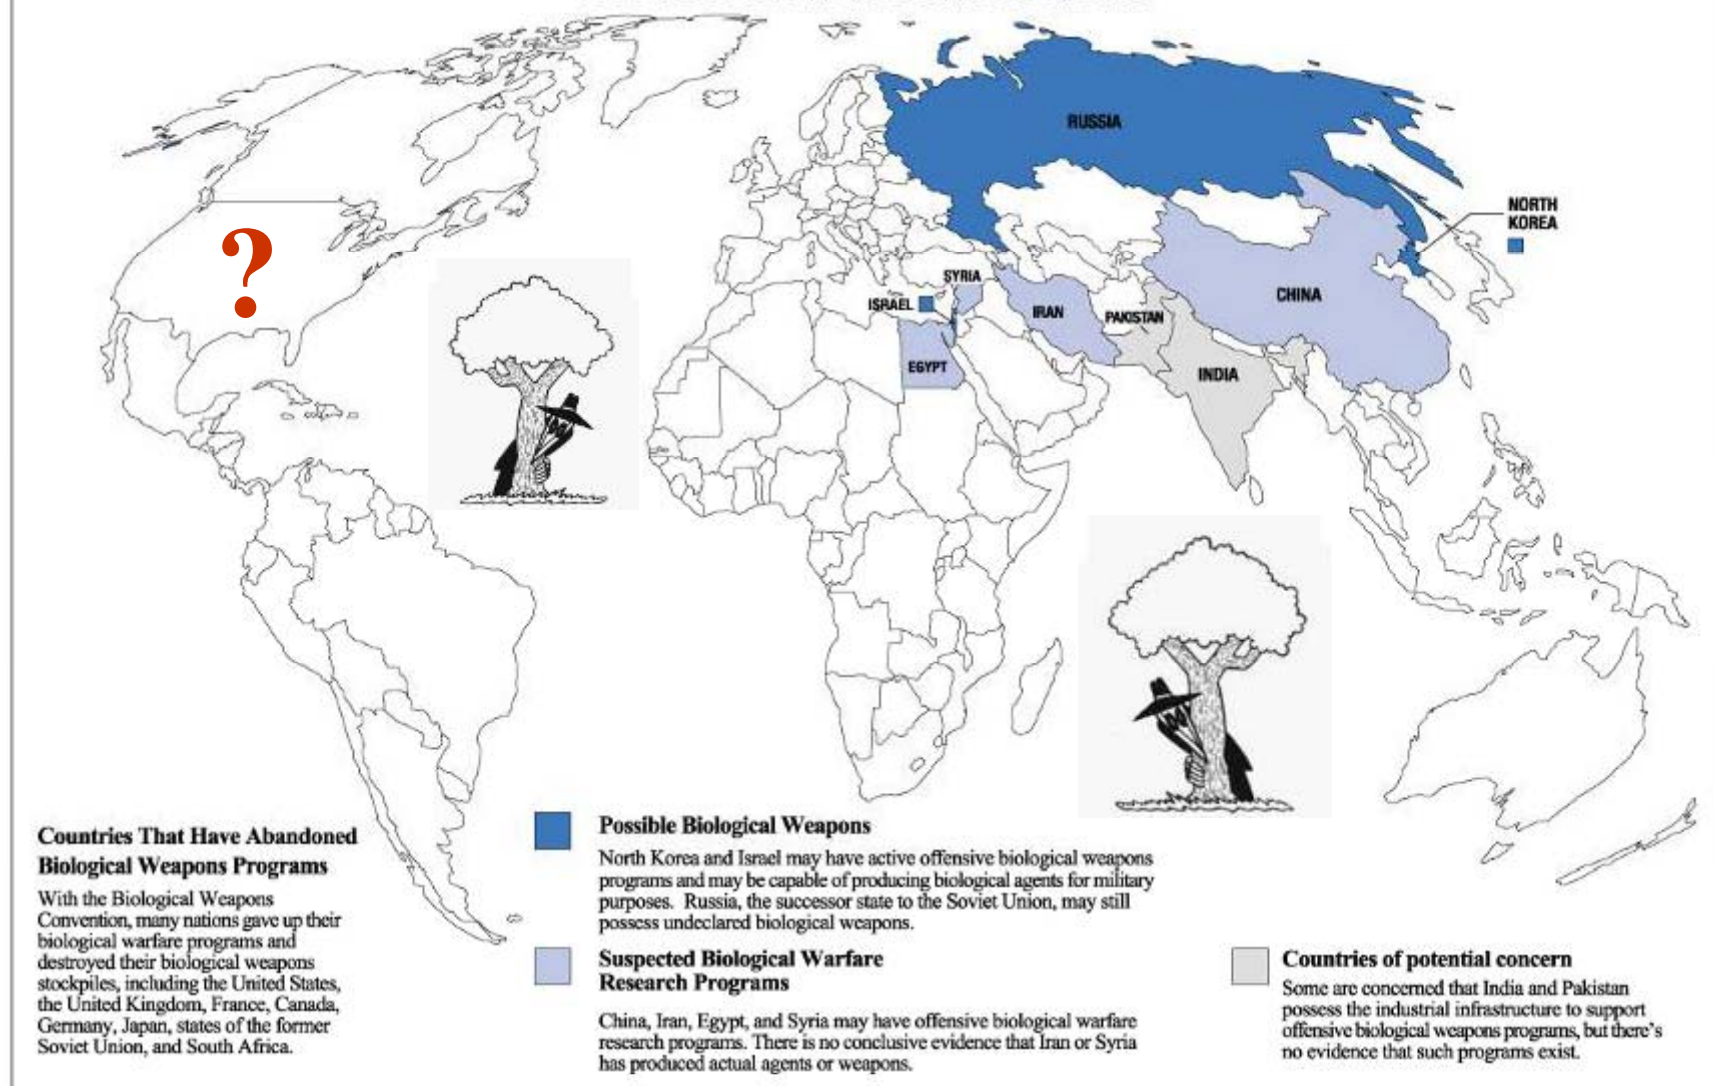 RUSSIA
NORTH
KOREA
?
SYRIA
ISRAEL
IRAN
PAKISTAN
CHINA
EGYPT
INDIA
Countries That Have Abandoned
Biological Weapons Programs
With the Biological Weapons
Convention, many nations gave up their
biological warfare programs and
destroyed their biological weapons
stockpiles, including the United States,
the United Kingdom, France, Canada,
Germany, Japan, states of the former
Soviet Union, and South Africa.
Possible Biological Weapons
North Korea and Israel may have active offensive biological weapons
programs and may be capable of producing biological agents for military
purposes. Russia, the successor state to the Soviet Union, may still
possess undeclared biological weapons.
Suspected Biological Warfare
Research Programs
China, Iran, Egypt, and Syria may have offensive biological warfare
research programs. There is no conclusive evidence that Iran or Syria
has produced actual agents or weapons.
Countries of potential concern
Some are concerned that India and Pakistan
possess the industrial infrastructure to support
offensive biological weapons programs, but there's
no evidence that such programs exist.